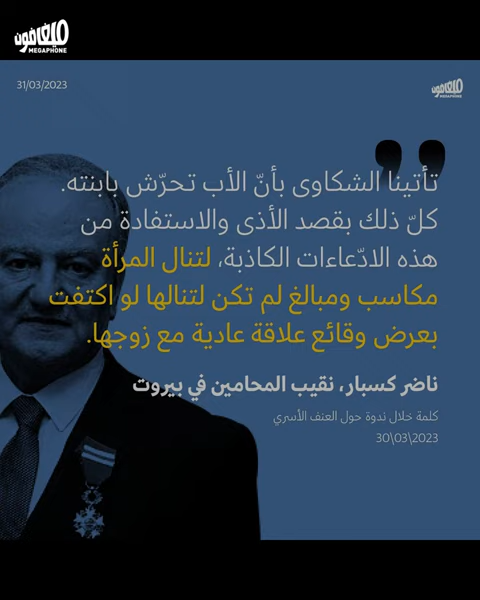 ميغافون
MEGAPHONE
31/03/2023
ميغافون
MEGAPHONE
تأتينا الشكاوى بأنّ الأب تحرّش بابنته.
كلّ ذلك بقصد الأذى والاستفادة من
هذه الادّعاءات الكاذبة، لتنال المرأة
مكاسب ومبالغ لم تكن لتنالها لو اكتفت
بعرض وقائع علاقة عادية مع زوجها.
ناضر كسبار، نقيب المحامين في بيروت
كلمة خلال ندوة حول العنف الأسري
30\03\2023